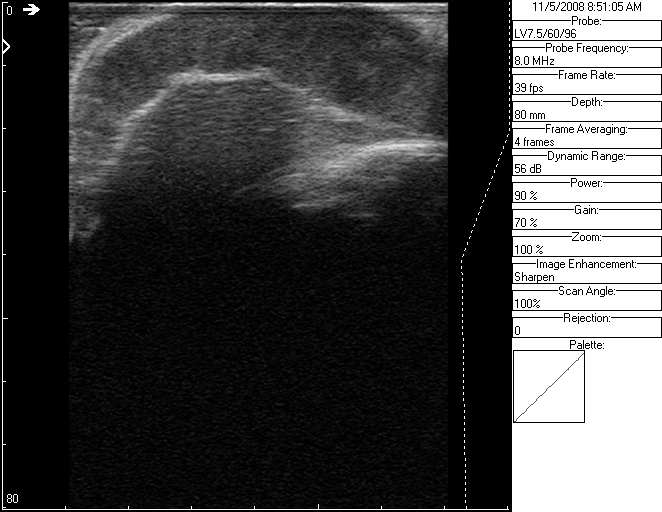 0
80
11/5/2008 8:51:05 AM
Probe:
LV7.5/60/96
Probe Frequency:
8.0 MHz
Frame Rate:
39 fps
Depth:
80 mm
Frame Averaging:
4 frames
Dynamic Range:
56 dB
Power:
90 %
Gain:
70 %
Zoom:
100 %
Image Enhancement:
Sharpen
Scan Angle:
100%
Rejection:
0
Palette: